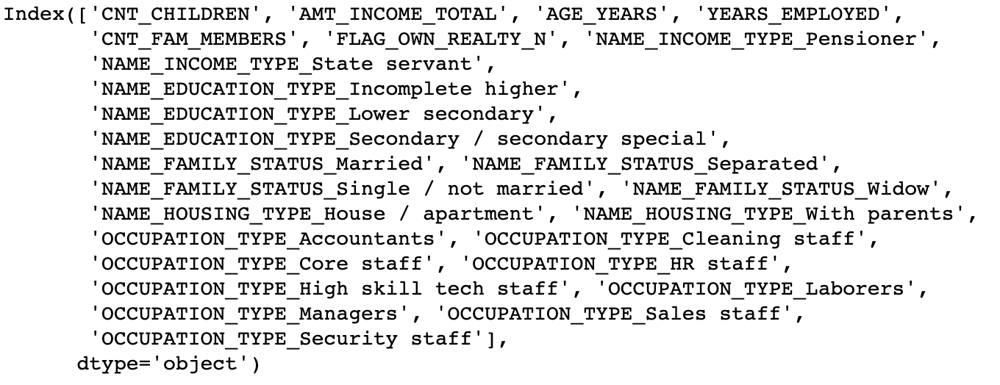 Index(['CNT_CHILDREN', 'AMT_INCOME_TOTAL', 'AGE_YEARS', 'YEARS_EMPLOYED',
'CNT_FAM_MEMBERS', 'FLAG_OWN_REALTY_N', 'NAME_INCOME_TYPE_Pensioner',
'NAME_INCOME_TYPE_State servant',
'NAME_EDUCATION_TYPE_Incomplete higher',
'NAME_EDUCATION_TYPE_Lower secondary',
'NAME_EDUCATION_TYPE_Secondary / secondary special',
'NAME_FAMILY_STATUS_Married', 'NAME_FAMILY_STATUS_Separated',
'NAME_FAMILY_STATUS_Single / not married', 'NAME_FAMILY_STATUS_Widow',
'NAME_HOUSING_TYPE_House / apartment', 'NAME_HOUSING_TYPE_With parents',
'OCCUPATION_TYPE_Accountants', 'OCCUPATION_TYPE_Cleaning staff',
'OCCUPATION_TYPE_Core staff', 'OCCUPATION_TYPE_HR staff',
'OCCUPATION_TYPE_High skill tech staff', 'OCCUPATION_TYPE_Laborers',
'OCCUPATION_TYPE_Managers', 'OCCUPATION_TYPE_Sales staff',
'OCCUPATION_TYPE_Security staff'],
dtype='object')